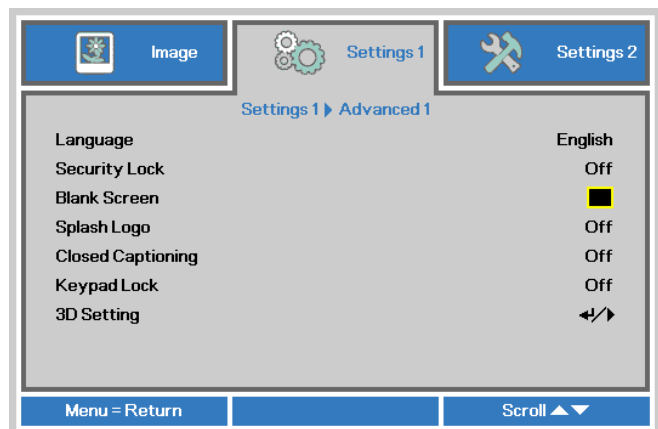 Image Settings 1 Settings 2
Settings 1 Advanced 1
Language English
Security Lock Off
Blank Screen
Splash Logo Off
Closed Captioning Off
Keypad Lock Off
3D Setting /
Menu = Return Scroll ▲▼